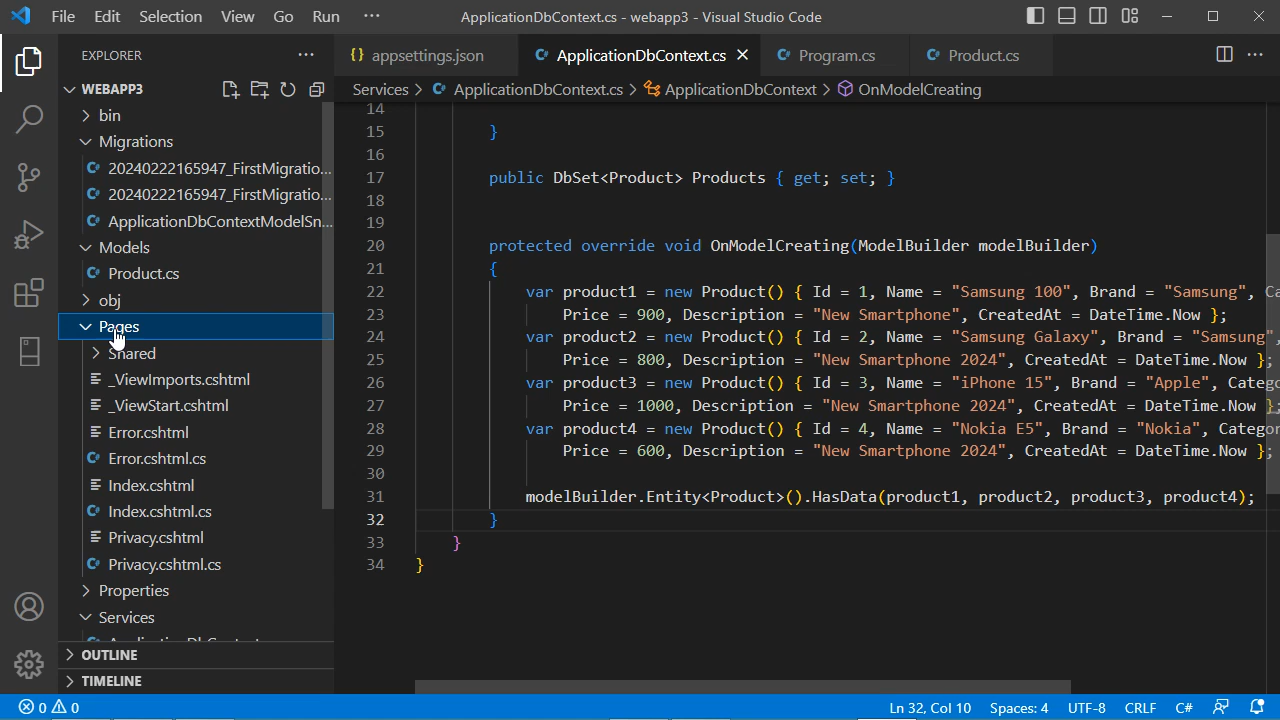 File Edit Selection View Go Run ··· ApplicationDbContext.cs - webapp3 - Visual Studio Code
EXPLORER ···
{} appsettings.json C# ApplicationDbContext.cs C# Program.cs C# Product.cs ···
WEBAPP3
Services > C# ApplicationDbContext.cs > ApplicationDbContext > OnModelCreating
bin
Migrations
C# 20240222165947_FirstMigratio...
C# 20240222165947_FirstMigratio...
C# ApplicationDbContextModelSn...
Models
C# Product.cs
obj
Pages
Shared
_ViewImports.cshtml
_ViewStart.cshtml
Error.cshtml
C# Error.cshtml.cs
Index.cshtml
C# Index.cshtml.cs
Privacy.cshtml
C# Privacy.cshtml.cs
Properties
Services
OUTLINE
TIMELINE
14
15 }
16
17 public DbSet<Product> Products { get; set; }
18
19
20 protected override void OnModelCreating(ModelBuilder modelBuilder)
21 {
22 var product1 = new Product() { Id = 1, Name = "Samsung 100", Brand = "Samsung", Ca
23 Price = 900, Description = "New Smartphone", CreatedAt = DateTime.Now };
24 var product2 = new Product() { Id = 2, Name = "Samsung Galaxy", Brand = "Samsung",
25 Price = 800, Description = "New Smartphone 2024", CreatedAt = DateTime.Now };
26 var product3 = new Product() { Id = 3, Name = "iPhone 15", Brand = "Apple", Categ
27 Price = 1000, Description = "New Smartphone 2024", CreatedAt = DateTime.Now };
28 var product4 = new Product() { Id = 4, Name = "Nokia E5", Brand = "Nokia", Categor
29 Price = 600, Description = "New Smartphone 2024", CreatedAt = DateTime.Now };
30
31 modelBuilder.Entity<Product>().HasData(product1, product2, product3, product4);
32 }
33 }
34 }
0 0 Ln 32, Col 10 Spaces: 4 UTF-8 CRLF C#